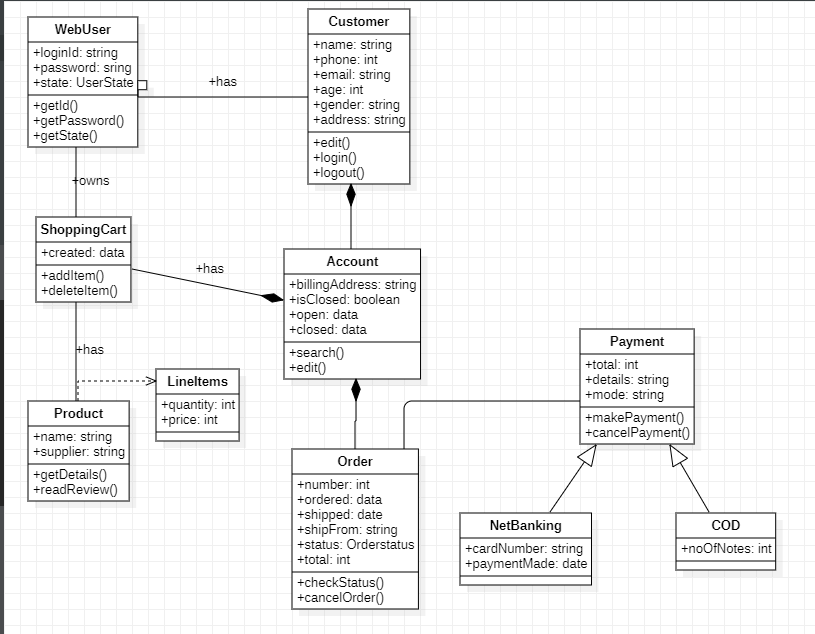 WebUser
+loginId: string
+password: sring
+state: UserState
+getId()
+getPassword()
+getState()
+has
Customer
+name: string
+phone: int
+email: string
+age: int
+gender: string
+address: string
+edit()
+login()
+logout()
+owns
ShoppingCart
+created: data
+addItem()
+deleteItem()
+has
Account
+billingAddress: string
+isClosed: boolean
+open: data
+closed: data
+search()
+edit()
+has
LineItems
+quantity: int
+price: int
Product
+name: string
+supplier: string
+getDetails()
+readReview()
Payment
+total: int
+details: string
+mode: string
+makePayment()
+cancelPayment()
Order
+number: int
+ordered: data
+shipped: date
+shipFrom: string
+status: Orderstatus
+total: int
+checkStatus()
+cancelOrder()
NetBanking
+cardNumber: string
+paymentMade: date
COD
+noOfNotes: int